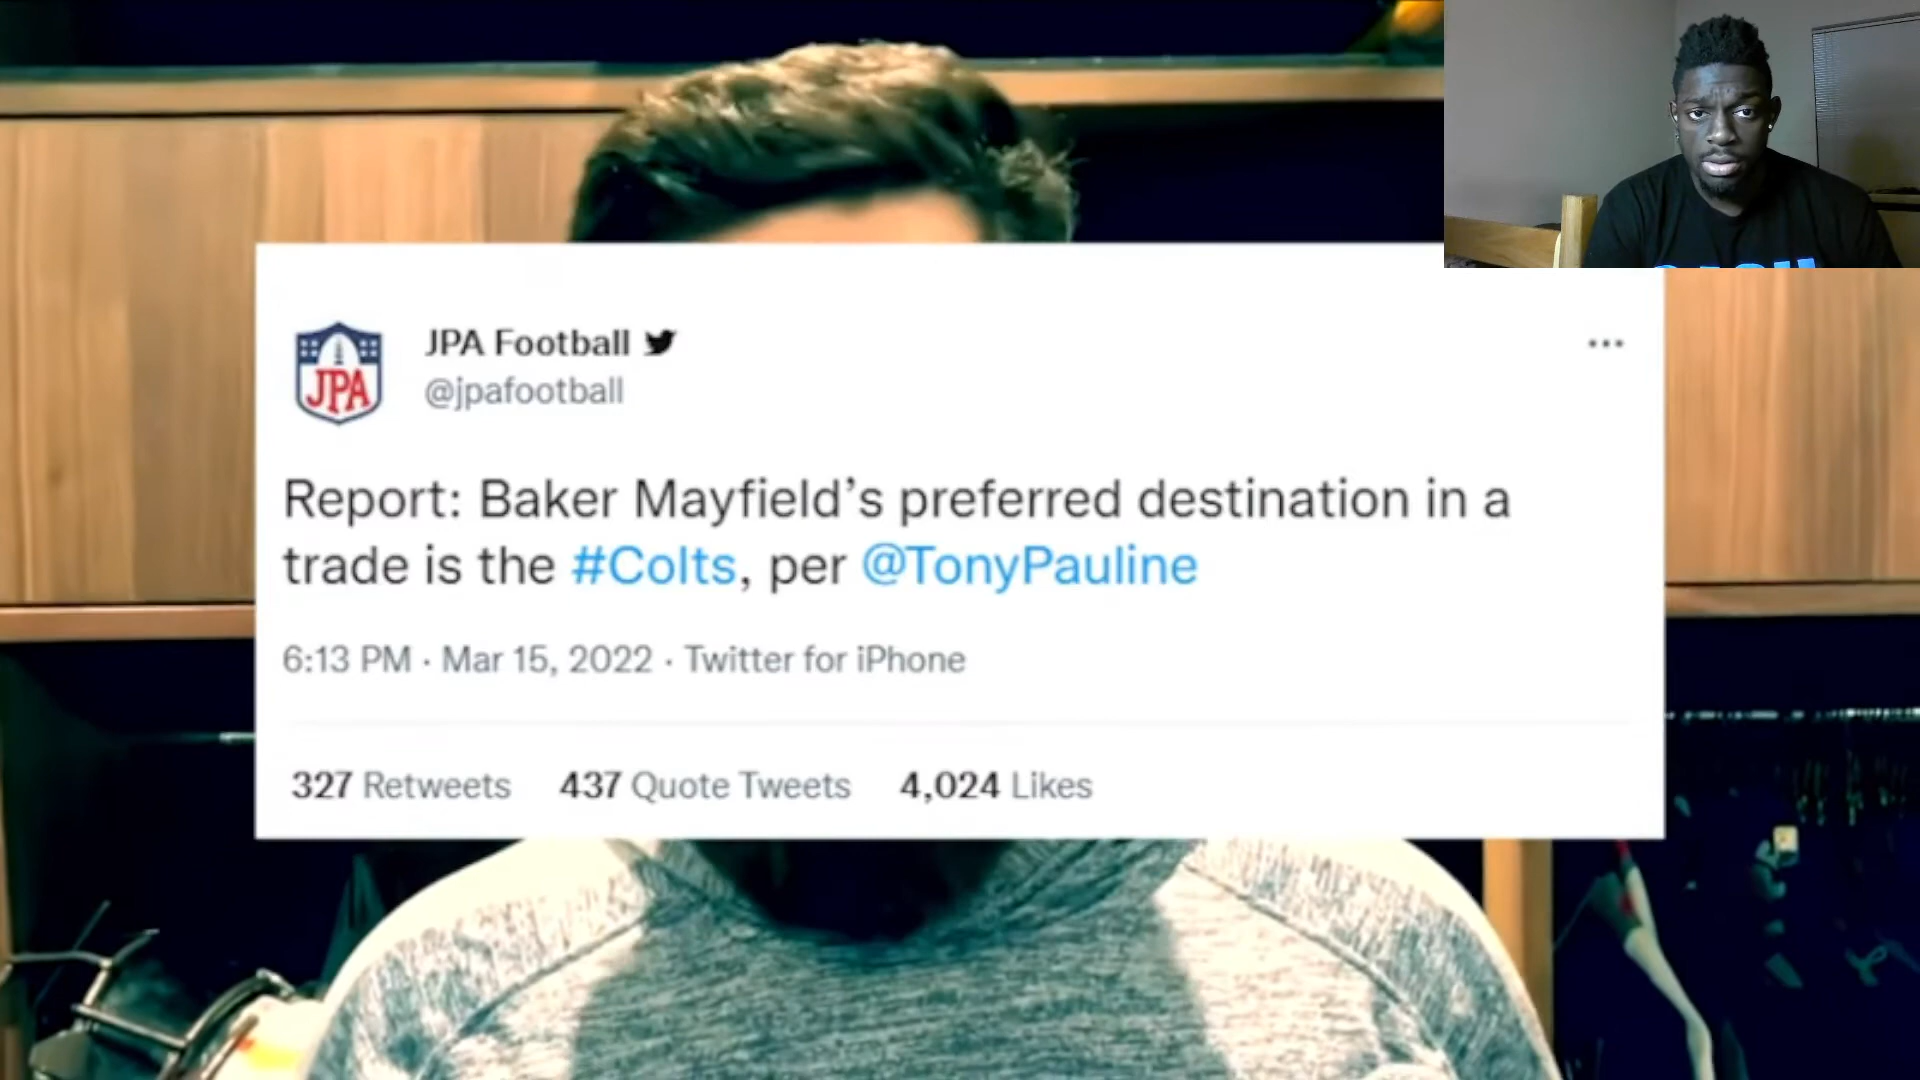 JPA Football
@jpafootball
JPA
Report: Baker Mayfield’s preferred destination in a
trade is the #Colts, per @TonyPauline
6:13 PM · Mar 15, 2022 · Twitter for iPhone
327 Retweets 437 Quote Tweets 4,024 Likes